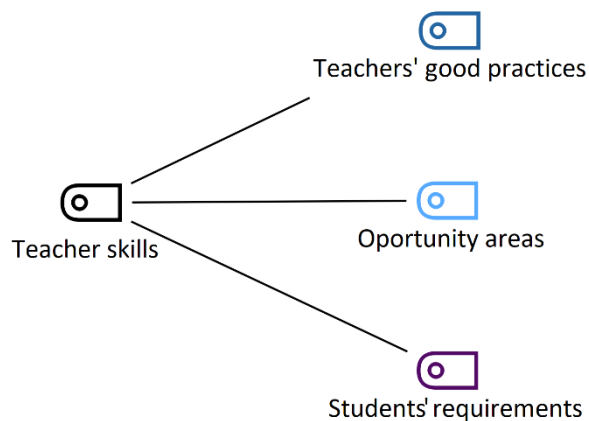 Teachers' good practices
Teacher skills
Oportunity areas
Students' requirements